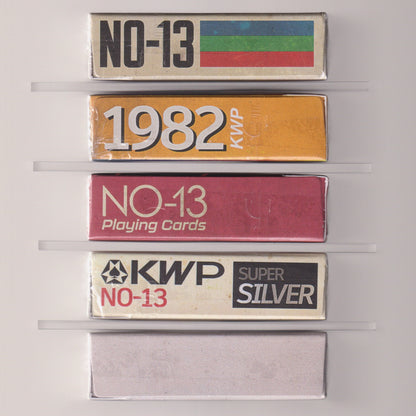 NO-13
1982 KWP
NO-13
Playing Cards
KWP
NO-13
SUPER
SILVER